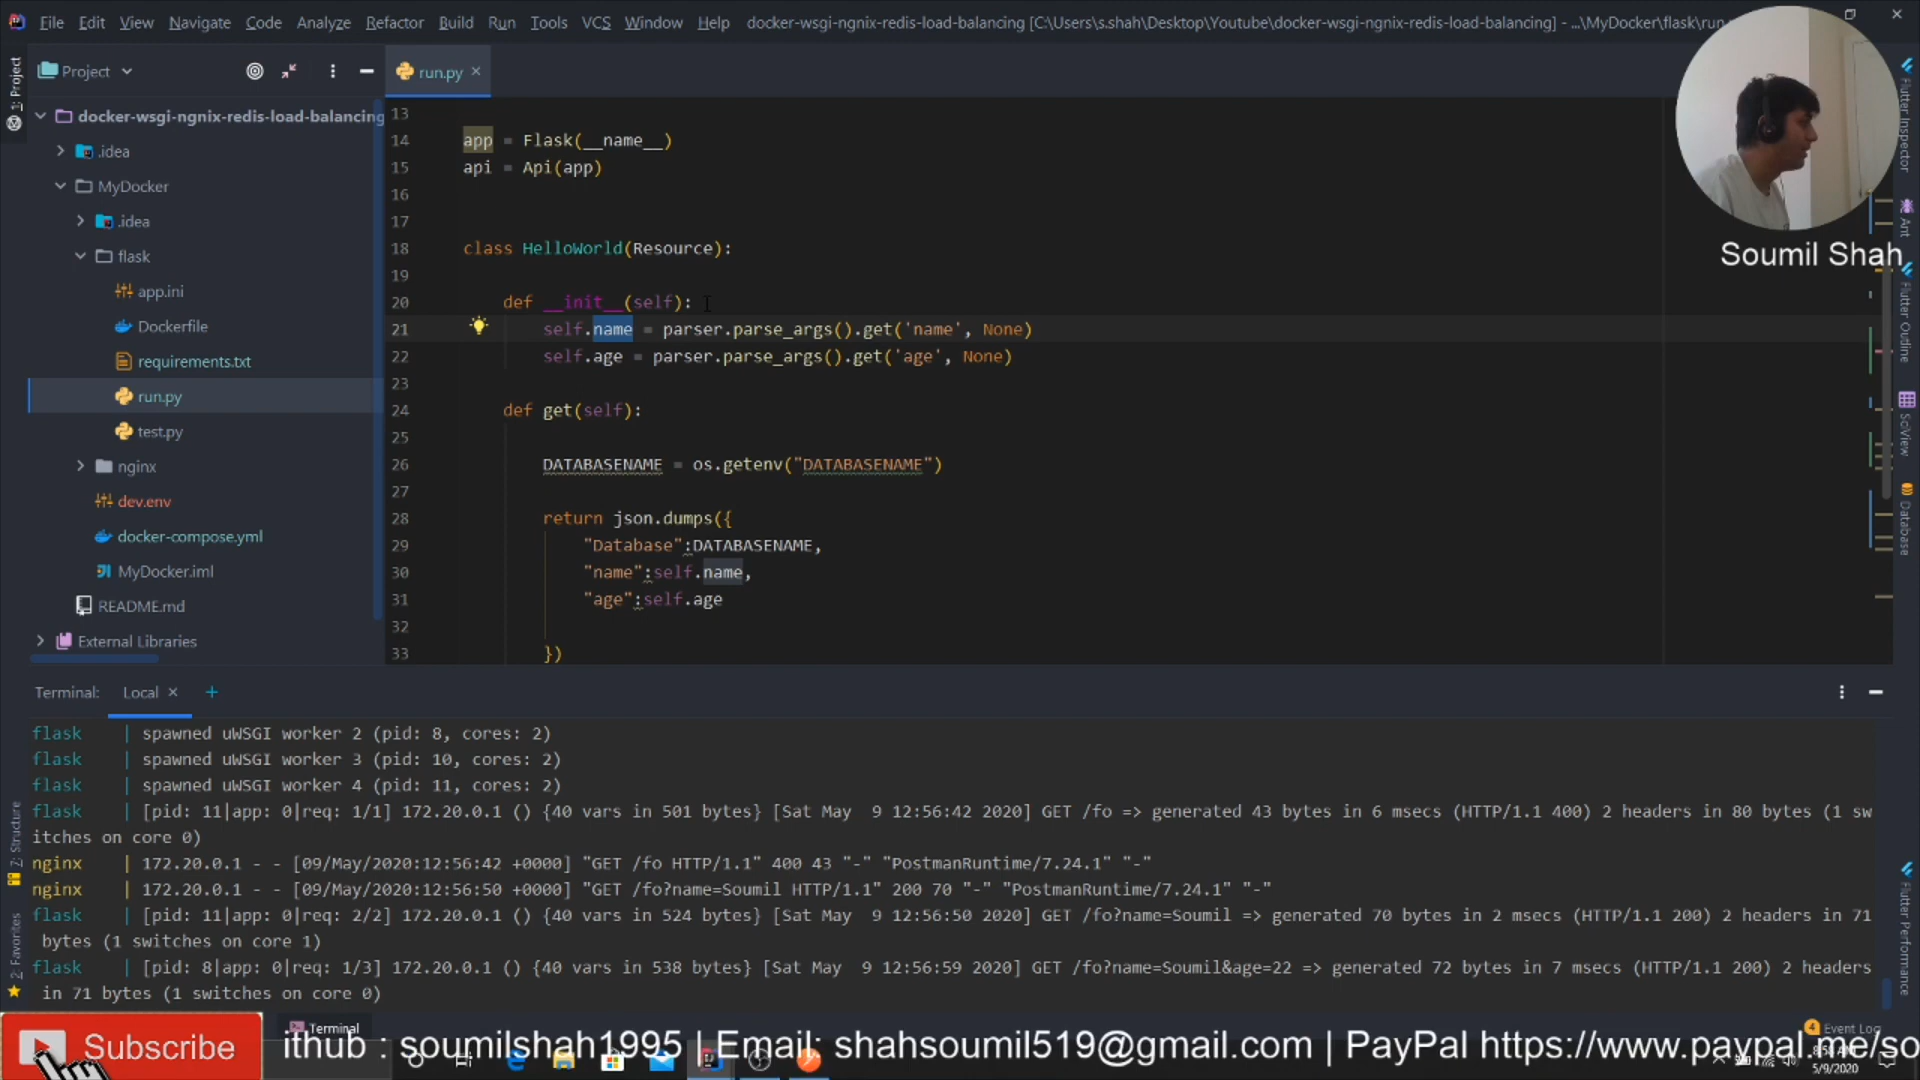 File Edit View Navigate Code Analyze Refactor Build Run Tools VCS Window Help docker-wsgi-ngnix-redis-load-balancing [C:\Users\s.shah\Desktop\Youtube\docker-wsgi-ngnix-redis-load-balancing] - ...\MyDocker\flask\run
1: Project
Project
run.py
docker-wsgi-ngnix-redis-load-balancing
.idea
MyDocker
.idea
flask
app.ini
Dockerfile
requirements.txt
run.py
test.py
nginx
dev.env
docker-compose.yml
MyDocker.iml
README.md
External Libraries
13
14 app = Flask(__name__)
15 api = Api(app)
16
17
18 class HelloWorld(Resource):
19
20 def __init__(self):
21 self.name = parser.parse_args().get('name', None)
22 self.age = parser.parse_args().get('age', None)
23
24 def get(self):
25
26 DATABASENAME = os.getenv("DATABASENAME")
27
28 return json.dumps({
29 "Database":DATABASENAME,
30 "name":self.name,
31 "age":self.age
32
33 })
Soumil Shah
Flutter Inspector
Ant
Flutter Outline
SciView
Database
Flutter Performance
Terminal: Local +
flask | spawned uWSGI worker 2 (pid: 8, cores: 2)
flask | spawned uWSGI worker 3 (pid: 10, cores: 2)
flask | spawned uWSGI worker 4 (pid: 11, cores: 2)
flask | [pid: 11|app: 0|req: 1/1] 172.20.0.1 () {40 vars in 501 bytes} [Sat May 9 12:56:42 2020] GET /fo => generated 43 bytes in 6 msecs (HTTP/1.1 400) 2 headers in 80 bytes (1 sw
itches on core 0)
nginx | 172.20.0.1 - - [09/May/2020:12:56:42 +0000] "GET /fo HTTP/1.1" 400 43 "-" "PostmanRuntime/7.24.1" "-"
nginx | 172.20.0.1 - - [09/May/2020:12:56:50 +0000] "GET /fo?name=Soumil HTTP/1.1" 200 70 "-" "PostmanRuntime/7.24.1" "-"
flask | [pid: 11|app: 0|req: 2/2] 172.20.0.1 () {40 vars in 524 bytes} [Sat May 9 12:56:50 2020] GET /fo?name=Soumil => generated 70 bytes in 2 msecs (HTTP/1.1 200) 2 headers in 71
bytes (1 switches on core 1)
flask | [pid: 8|app: 0|req: 1/3] 172.20.0.1 () {40 vars in 538 bytes} [Sat May 9 12:56:59 2020] GET /fo?name=Soumil&age=22 => generated 72 bytes in 7 msecs (HTTP/1.1 200) 2 headers
in 71 bytes (1 switches on core 0)
7: Structure
2: Favorites
Terminal
4 Event Log
Subscribe
ithub : soumilshah1995 | Email: shahsoumil519@gmail.com | PayPal https://www.paypal.me/so
5/9/2020